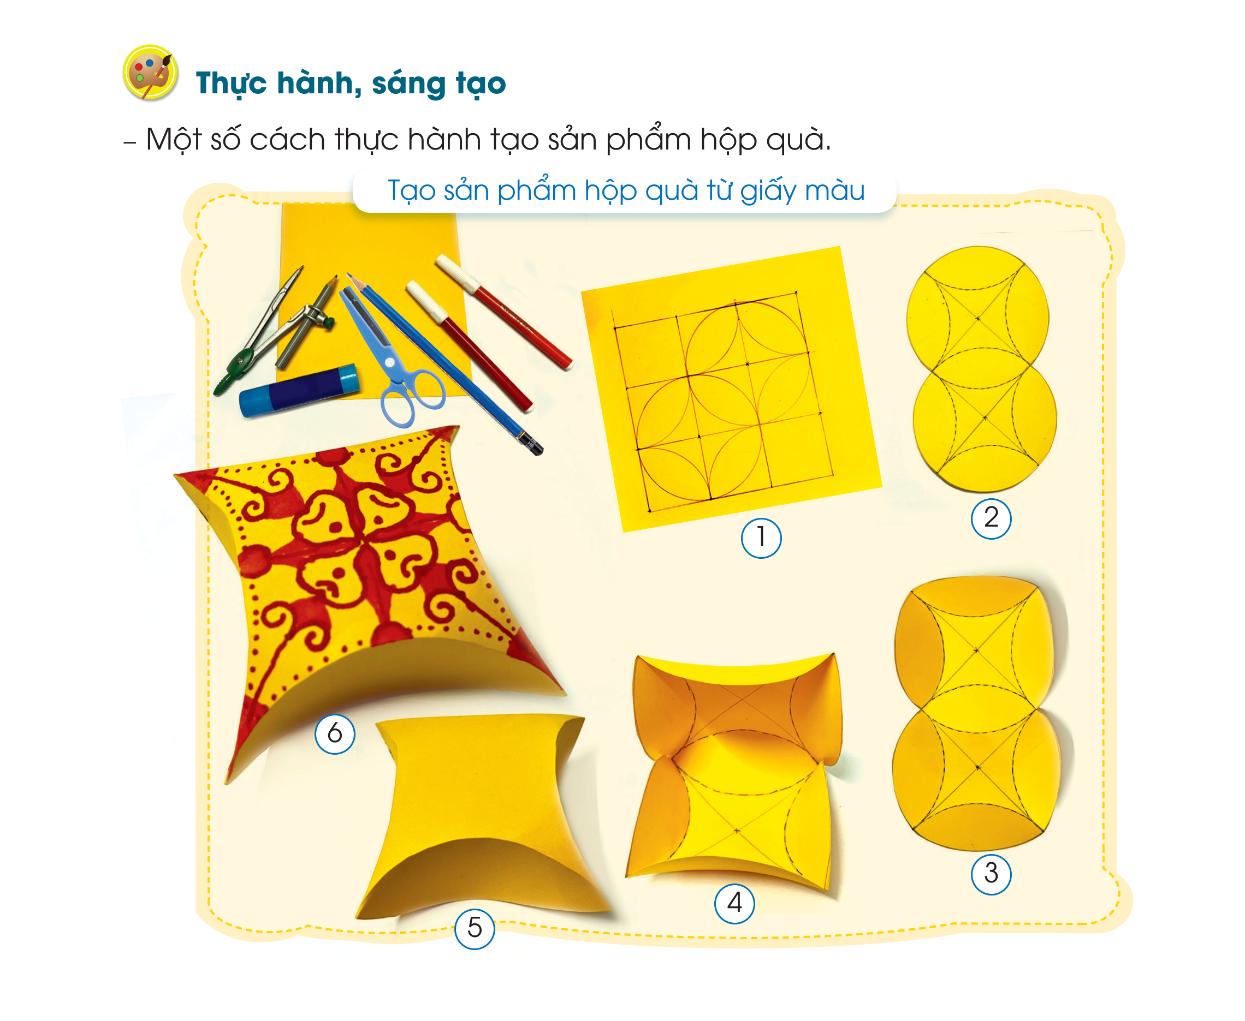 Thực hành, sáng tạo
– Một số cách thực hành tạo sản phẩm hộp quà.
Tạo sản phẩm hộp quà từ giấy màu
1
2
6
3
4
5